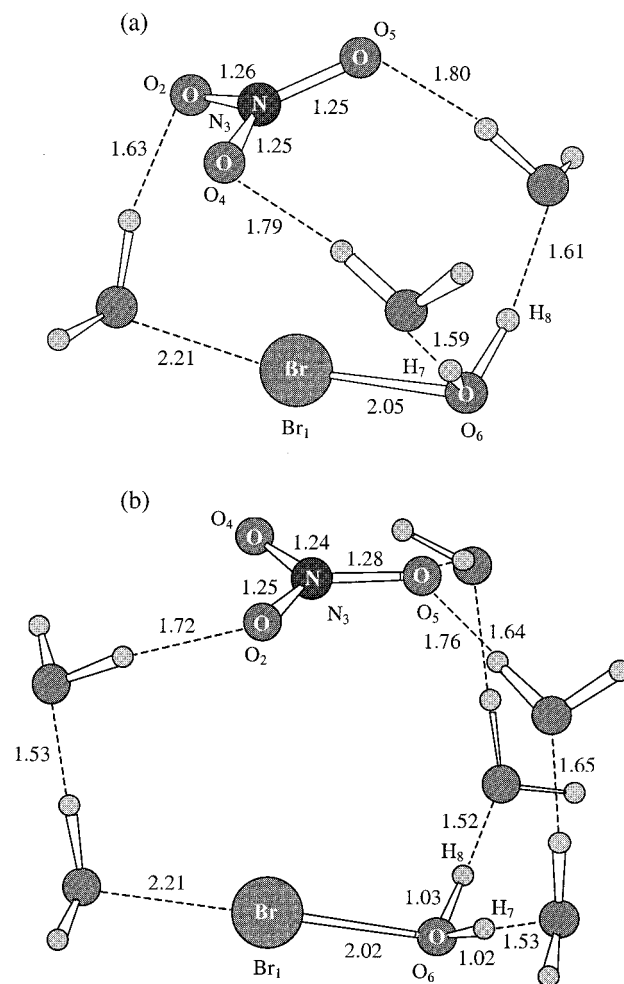 (a)
O5
1.26
O2
O
O
1.80
N
N3
1.25
1.25
O
O4
1.63
1.79
1.61
H8
1.59
2.21
Br
H7
O
2.05
Br1
O6
(b)
O4
O
1.24
1.28
N
O
1.25
N3
O5
O
1.72
O2
1.76
1.64
1.53
1.65
1.52
H8
2.21
Br
1.03
H7
O
1.53
2.02
1.02
Br1
O6